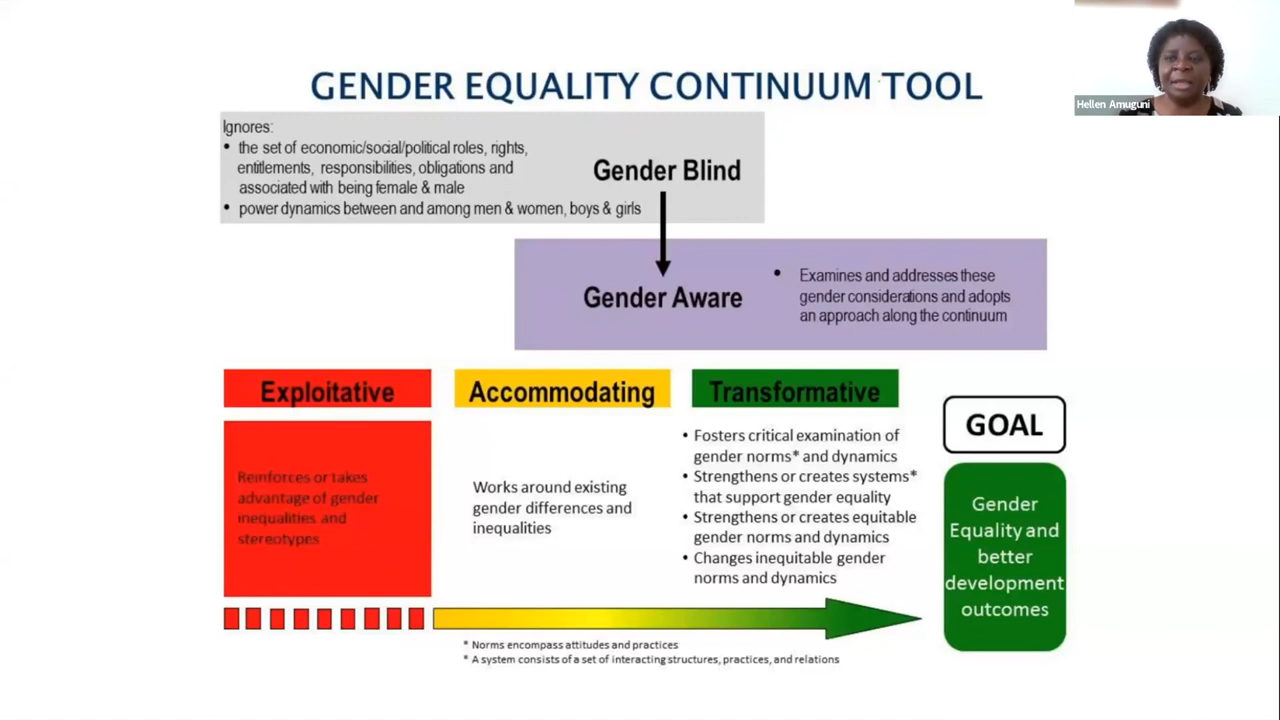 Hellen Amuguni
GENDER EQUALITY CONTINUUM TOOL
Ignores:
• the set of economic/social/political roles, rights,
entitlements, responsibilities, obligations and
associated with being female & male
• power dynamics between and among men & women, boys & girls
Gender Blind
Gender Aware
• Examines and addresses these
gender considerations and adopts
an approach along the continuum
Exploitative
Reinforces or takes
advantage of gender
inequalities and
stereotypes
Accommodating
Works around existing
gender differences and
inequalities
Transformative
• Fosters critical examination of
gender norms* and dynamics
• Strengthens or creates systems*
that support gender equality
• Strengthens or creates equitable
gender norms and dynamics
• Changes inequitable gender
norms and dynamics
GOAL
Gender
Equality and
better
development
outcomes
* Norms encompass attitudes and practices
* A system consists of a set of interacting structures, practices, and relations